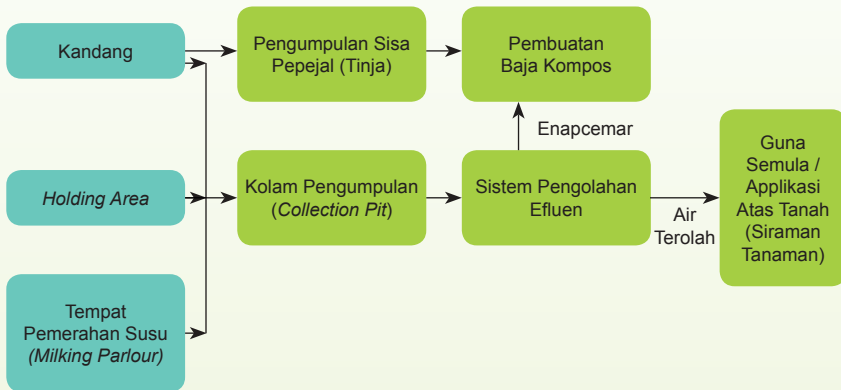 Kandang
Pengumpulan Sisa
Pepejal (Tinja)
Pembuatan
Baja Kompos
Enapcemar
Holding Area
Kolam Pengumpulan
(Collection Pit)
Sistem Pengolahan
Efluen
Air
Terolah
Guna
Semula /
Applikasi
Atas Tanah
(Siraman
Tanaman)
Tempat
Pemerahan Susu
(Milking Parlour)